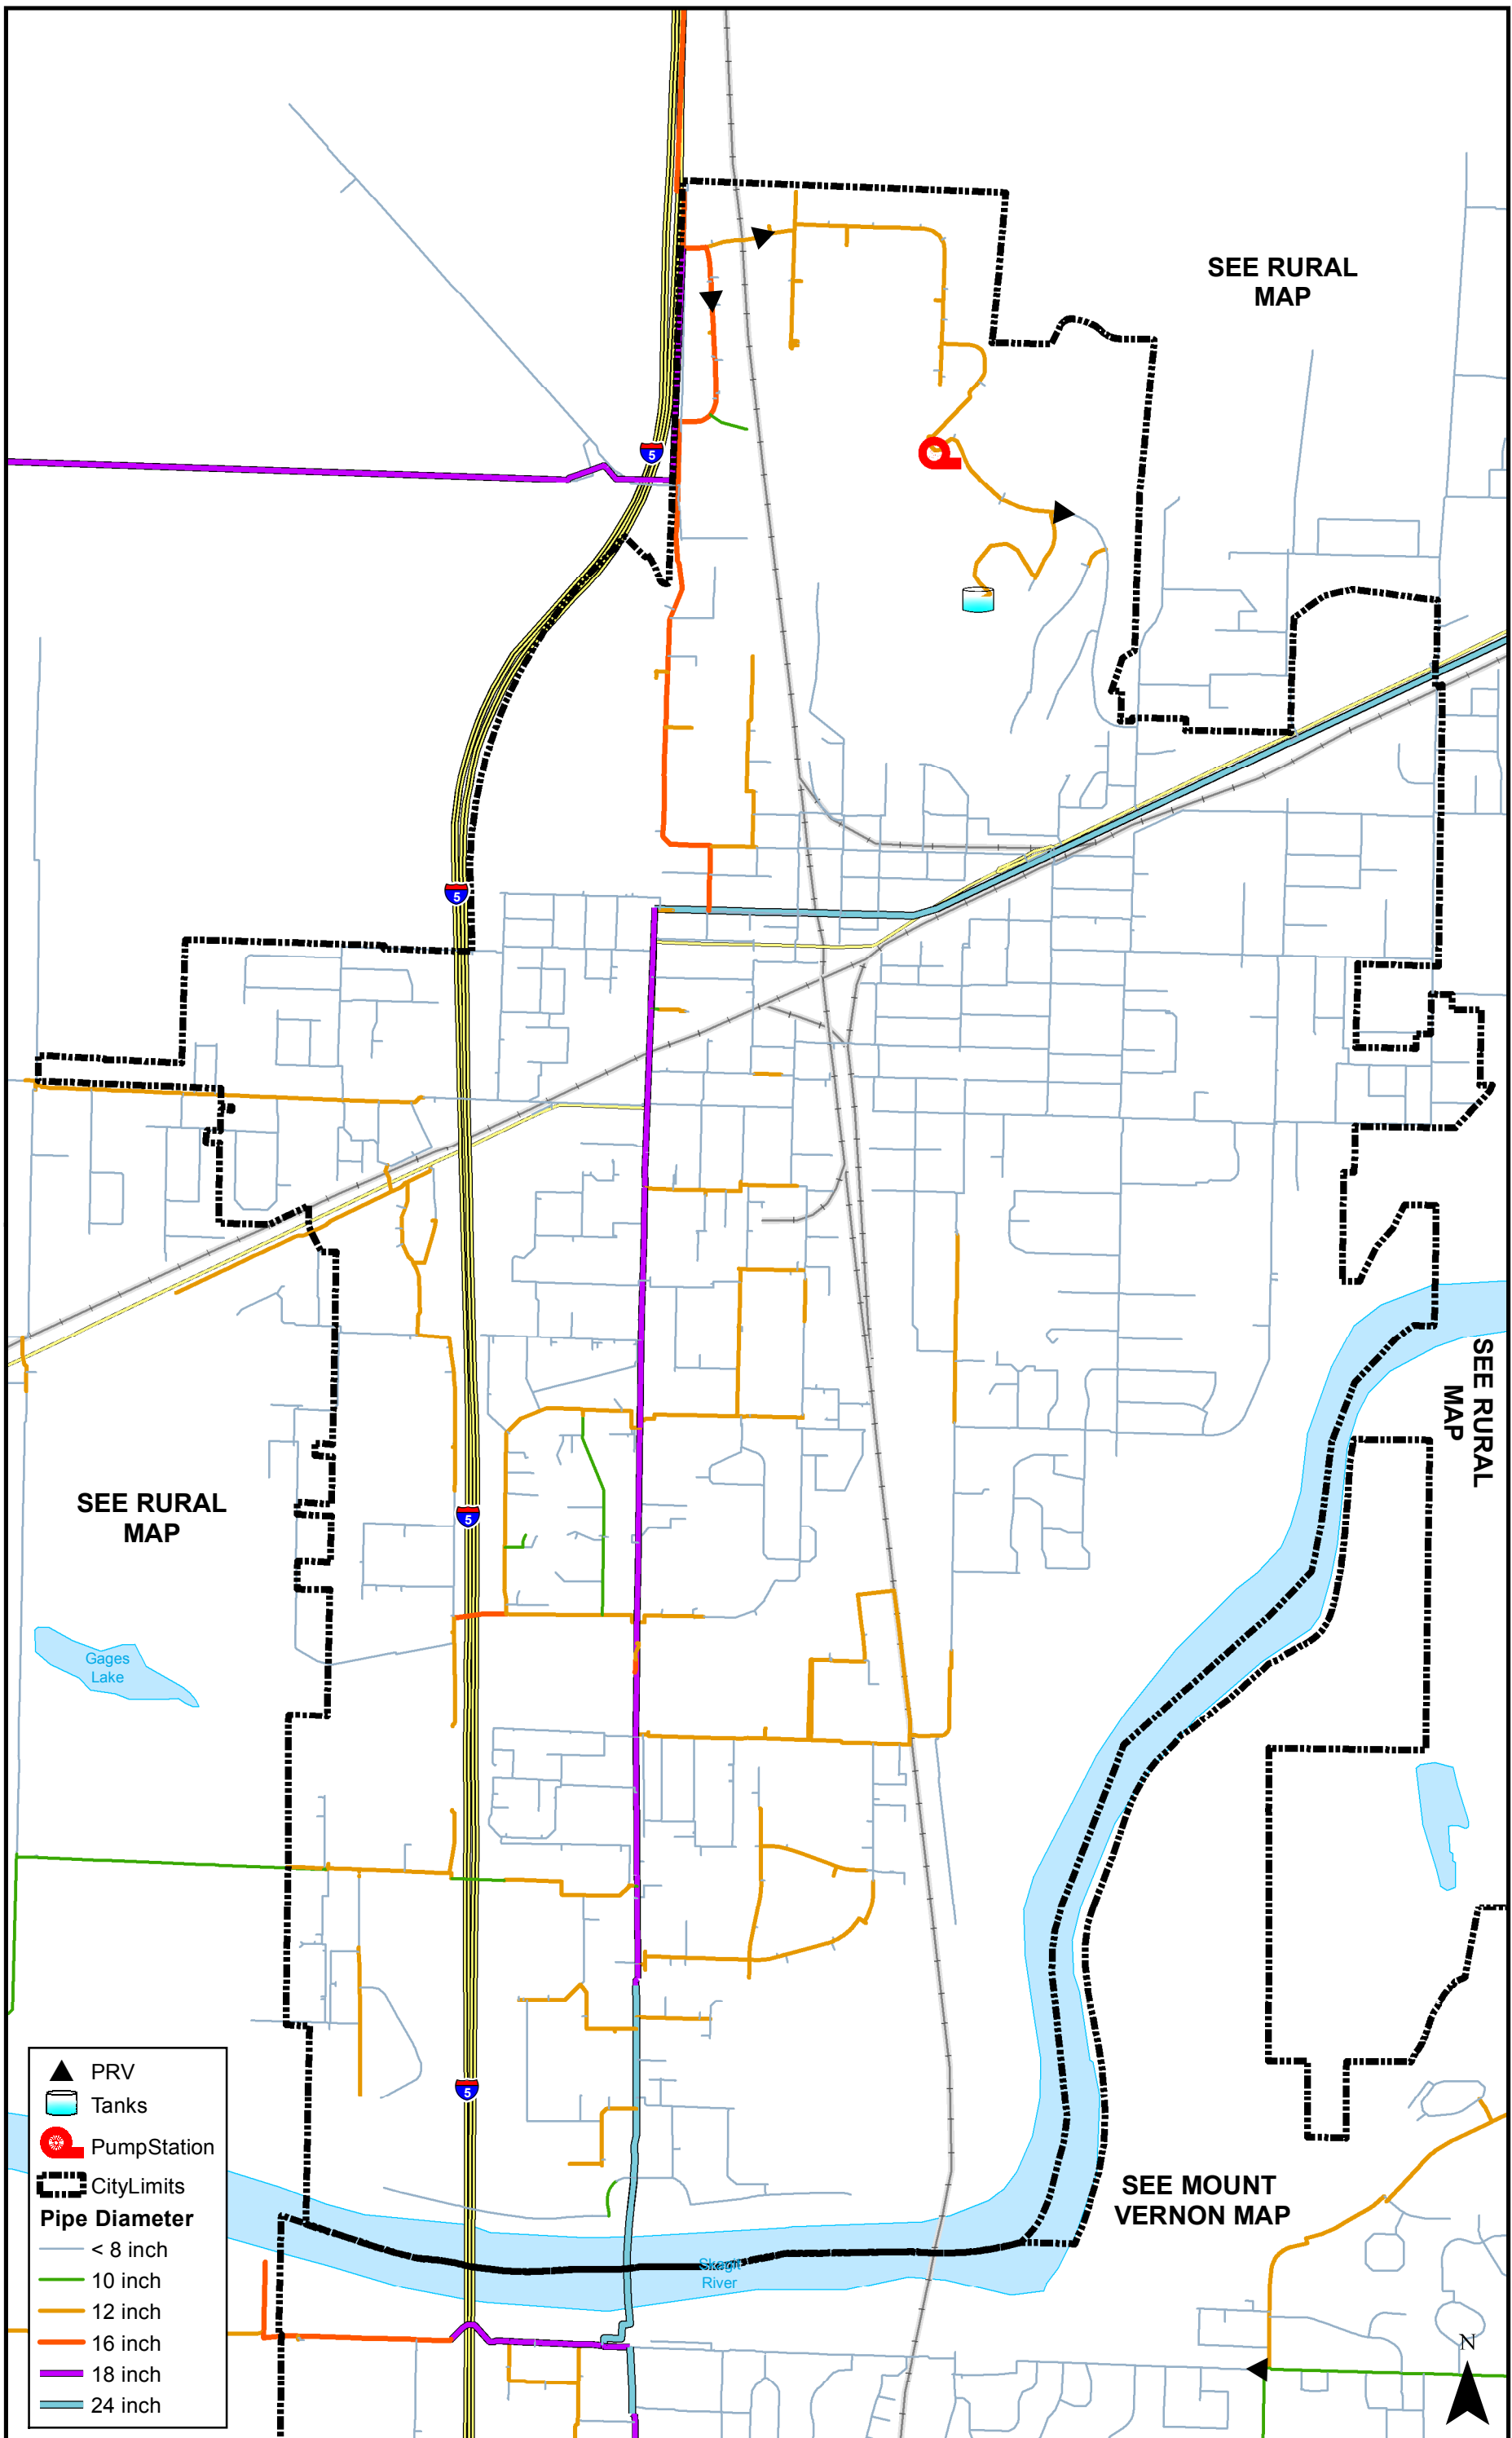 SEE RURAL
MAP
5
5
SEE RURAL
MAP
SEE RURAL
MAP
5
Gages
Lake
5
SEE MOUNT
VERNON MAP
Skagit
River
N
PRV
Tanks
PumpStation
CityLimits
Pipe Diameter
< 8 inch
10 inch
12 inch
16 inch
18 inch
24 inch